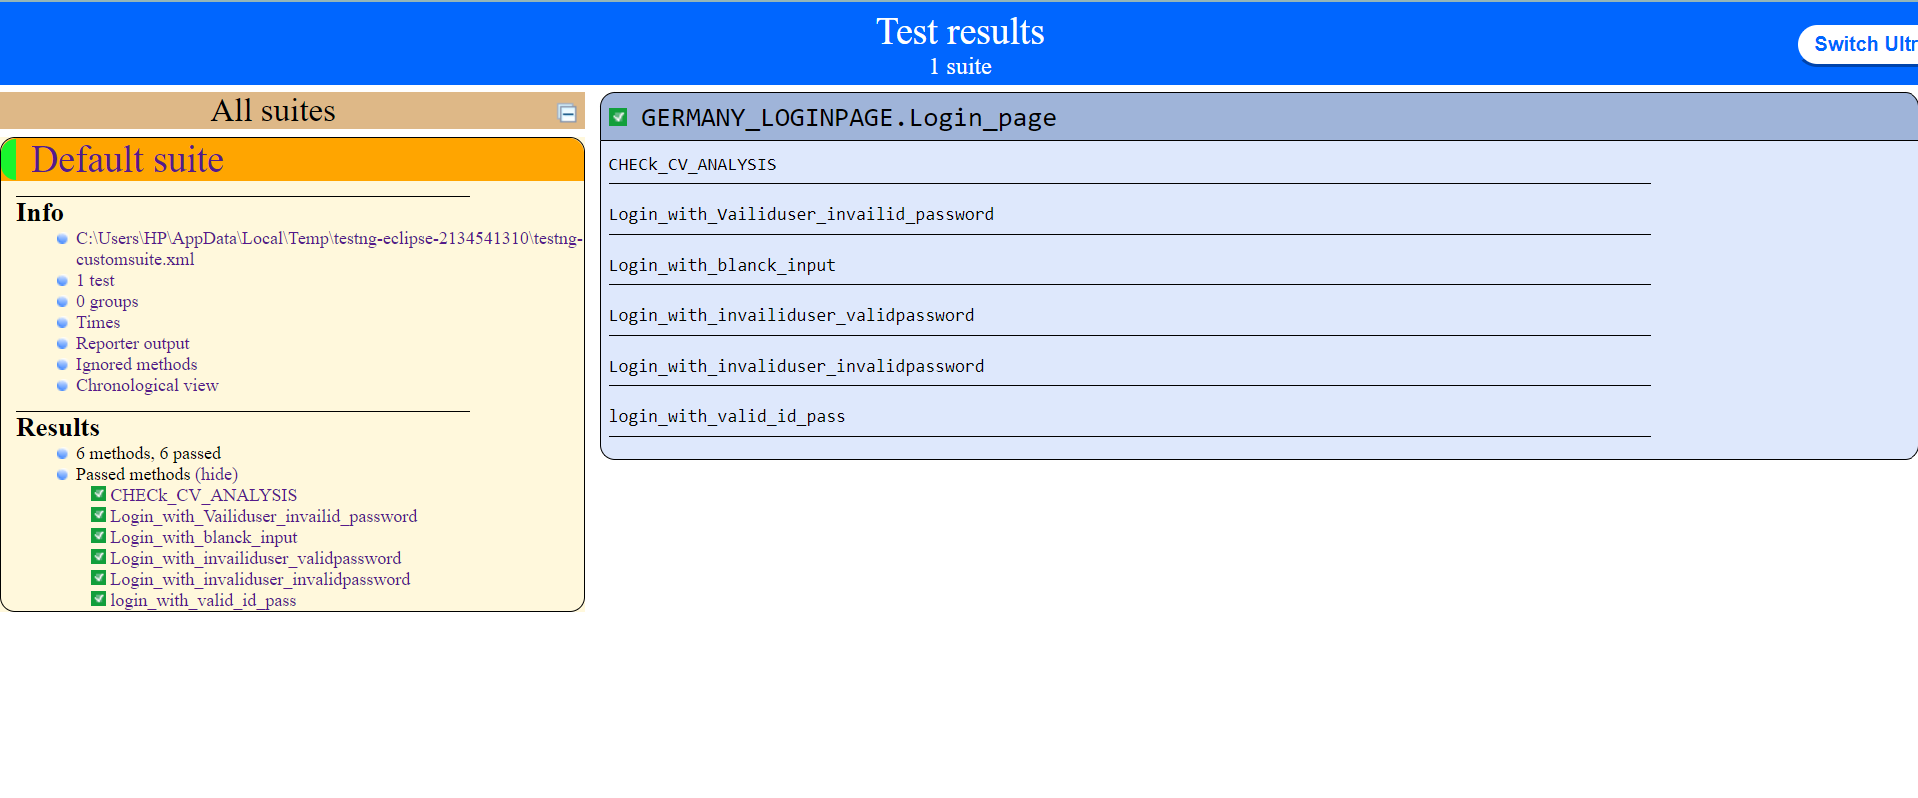 Test results
1 suite
Switch Ultr
All suites
Default suite
Info
C:\Users\HP\AppData\Local\Temp\testng-eclipse-2134541310\testng-
customsuite.xml
1 test
0 groups
Times
Reporter output
Ignored methods
Chronological view
Results
6 methods, 6 passed
Passed methods (hide)
CHECk_CV_ANALYSIS
Login_with_Vailiduser_invailid_password
Login_with_blanck_input
Login_with_invailiduser_validpassword
Login_with_invaliduser_invalidpassword
login_with_valid_id_pass
GERMANY_LOGINPAGE.Login_page
CHECk_CV_ANALYSIS
Login_with_Vailiduser_invailid_password
Login_with_blanck_input
Login_with_invailiduser_validpassword
Login_with_invaliduser_invalidpassword
login_with_valid_id_pass